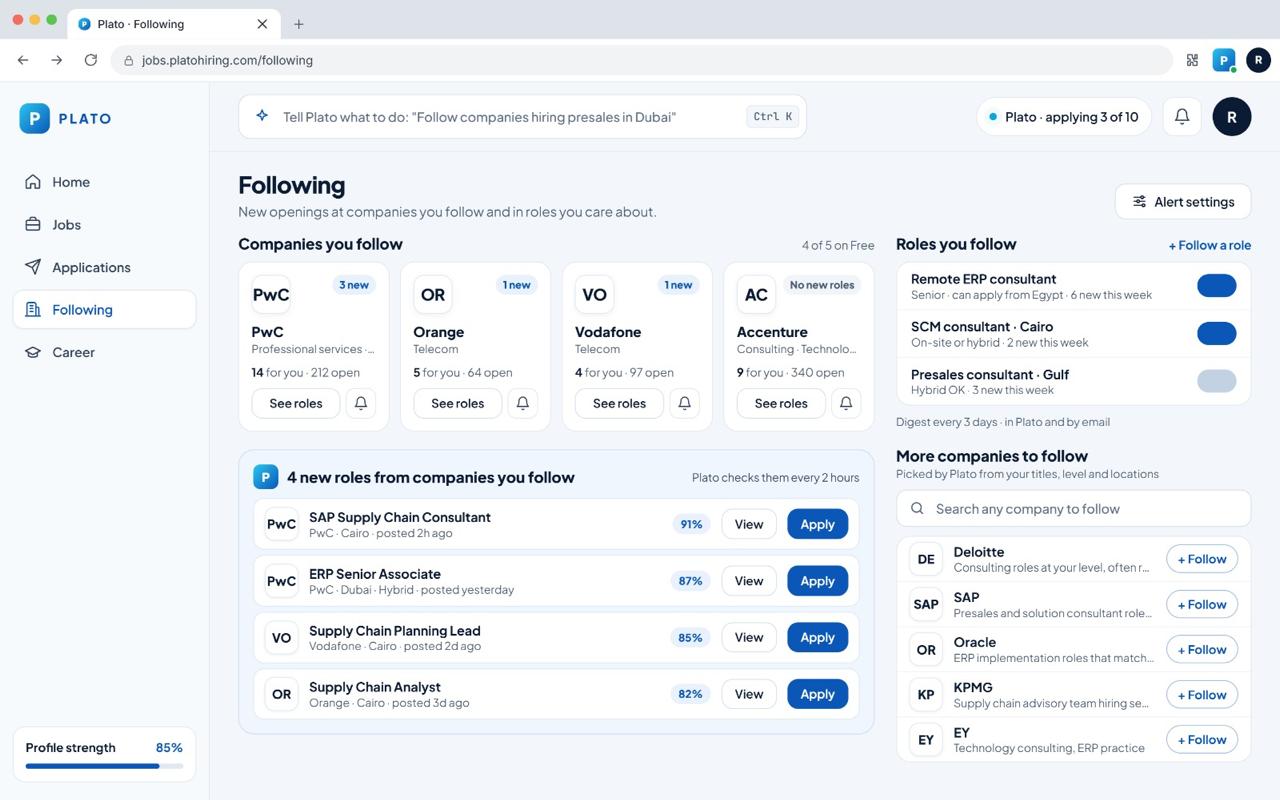 P Plato · Following
jobs.platohiring.com/following
P
R
P PLATO
Tell Plato what to do: "Follow companies hiring presales in Dubai"
Ctrl K
Plato · applying 3 of 10
R
Home
Jobs
Applications
Following
Career
Profile strength 85%
Following
New openings at companies you follow and in roles you care about.
Alert settings
Companies you follow
4 of 5 on Free
PwC
3 new
PwC
Professional services ·...
14 for you · 212 open
See roles
OR
1 new
Orange
Telecom
5 for you · 64 open
See roles
VO
1 new
Vodafone
Telecom
4 for you · 97 open
See roles
AC
No new roles
Accenture
Consulting · Technolo...
9 for you · 340 open
See roles
P
4 new roles from companies you follow
Plato checks them every 2 hours
PwC
SAP Supply Chain Consultant
PwC · Cairo · posted 2h ago
91%
View
Apply
PwC
ERP Senior Associate
PwC · Dubai · Hybrid · posted yesterday
87%
View
Apply
VO
Supply Chain Planning Lead
Vodafone · Cairo · posted 2d ago
85%
View
Apply
OR
Supply Chain Analyst
Orange · Cairo · posted 3d ago
82%
View
Apply
Roles you follow
+ Follow a role
Remote ERP consultant
Senior · can apply from Egypt · 6 new this week
SCM consultant · Cairo
On-site or hybrid · 2 new this week
Presales consultant · Gulf
Hybrid OK · 3 new this week
Digest every 3 days · in Plato and by email
More companies to follow
Picked by Plato from your titles, level and locations
Search any company to follow
DE
Deloitte
Consulting roles at your level, often r...
+ Follow
SAP
SAP
Presales and solution consultant role...
+ Follow
OR
Oracle
ERP implementation roles that match...
+ Follow
KP
KPMG
Supply chain advisory team hiring se...
+ Follow
EY
EY
Technology consulting, ERP practice
+ Follow